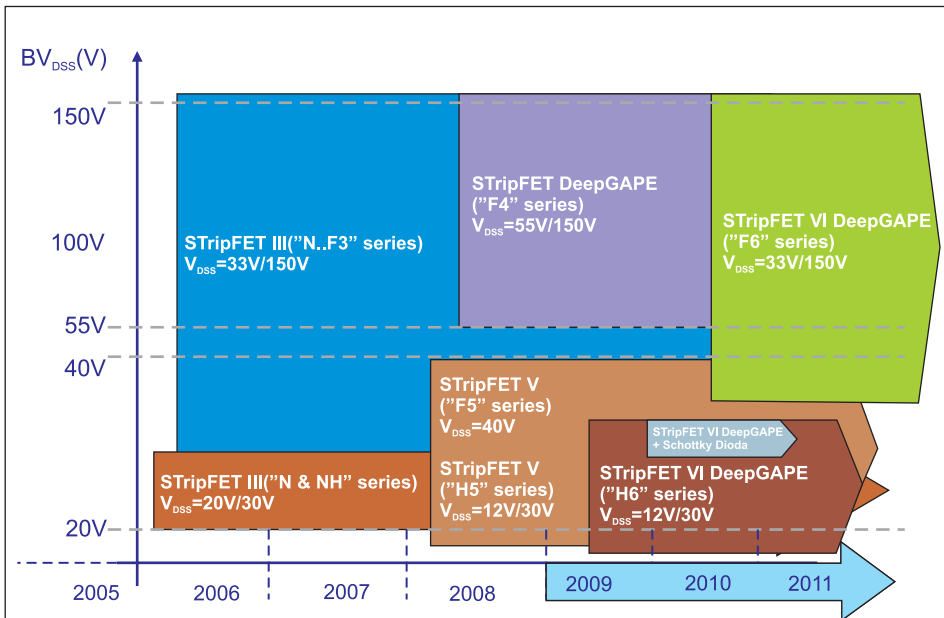 BVDSS(V)
150V
100V
55V
40V
20V
STripFET III("N..F3" series)
VDSS=33V/150V
STripFET DeepGAPE
("F4" series)
VDSS=55V/150V
STripFET VI DeepGAPE
("F6" series)
VDSS=33V/150V
STripFET V
("F5" series)
VDSS=40V
STripFET V
("H5" series)
VDSS=12V/30V
STripFET VI DeepGAPE
+ Schottky Dioda
STripFET VI DeepGAPE
("H6" series)
VDSS=12V/30V
STripFET III("N & NH" series)
VDSS=20V/30V
2005 2006 2007 2008 2009 2010 2011